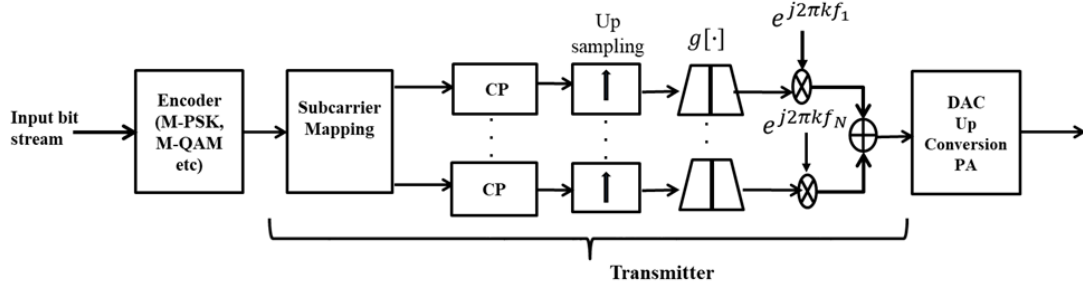 Input bit
stream
Encoder
(M-PSK,
M-QAM
etc)
Subcarrier
Mapping
CP
CP
Up
sampling
g[·]
e^{j2πkf_1}
e^{j2πkf_N}
DAC
Up
Conversion
PA
Transmitter